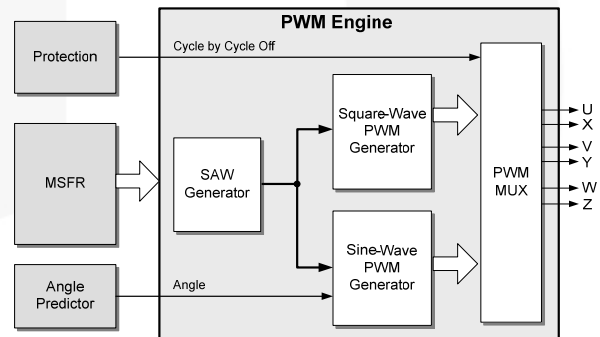 PWM Engine
Protection
Cycle by Cycle Off
Square-Wave
PWM
Generator
MSFR
SAW
Generator
PWM
MUX
U
X
V
Y
W
Z
Sine-Wave
PWM
Generator
Angle
Predictor
Angle